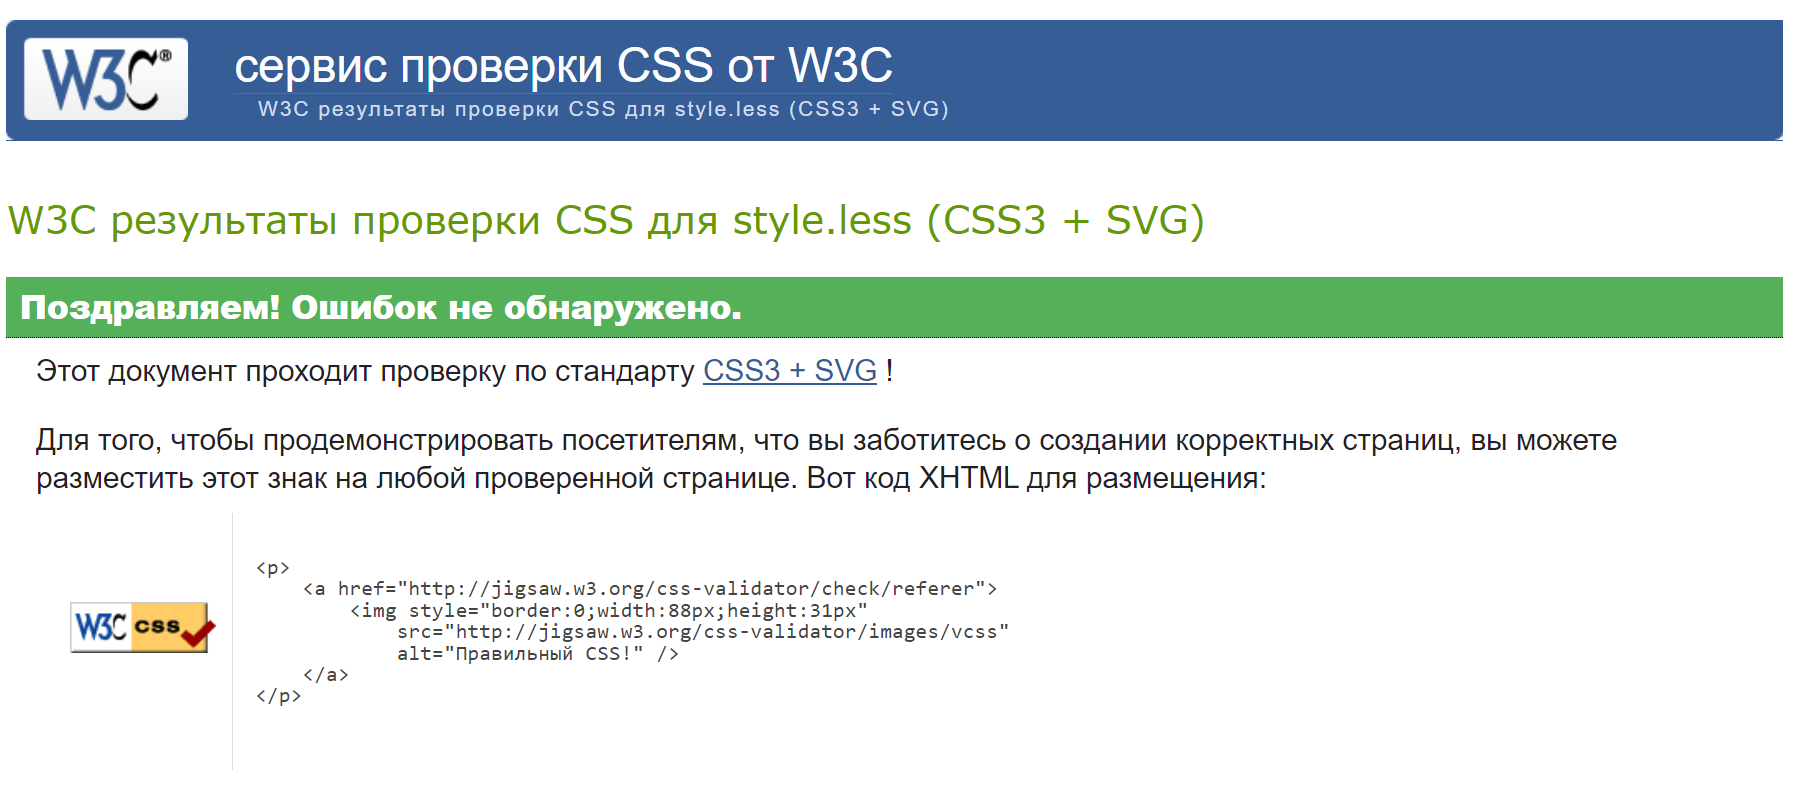 W3C®
сервис проверки CSS от W3C
W3C результаты проверки CSS для style.less (CSS3 + SVG)
W3C результаты проверки CSS для style.less (CSS3 + SVG)
Поздравляем! Ошибок не обнаружено.
Этот документ проходит проверку по стандарту CSS3 + SVG !
Для того, чтобы продемонстрировать посетителям, что вы заботитесь о создании корректных страниц, вы можете
разместить этот знак на любой проверенной странице. Вот код XHTML для размещения:
W3C css
<p>
    <a href="http://jigsaw.w3.org/css-validator/check/referer">
        <img style="border:0;width:88px;height:31px"
            src="http://jigsaw.w3.org/css-validator/images/vcss"
            alt="Правильный CSS!" />
    </a>
</p>